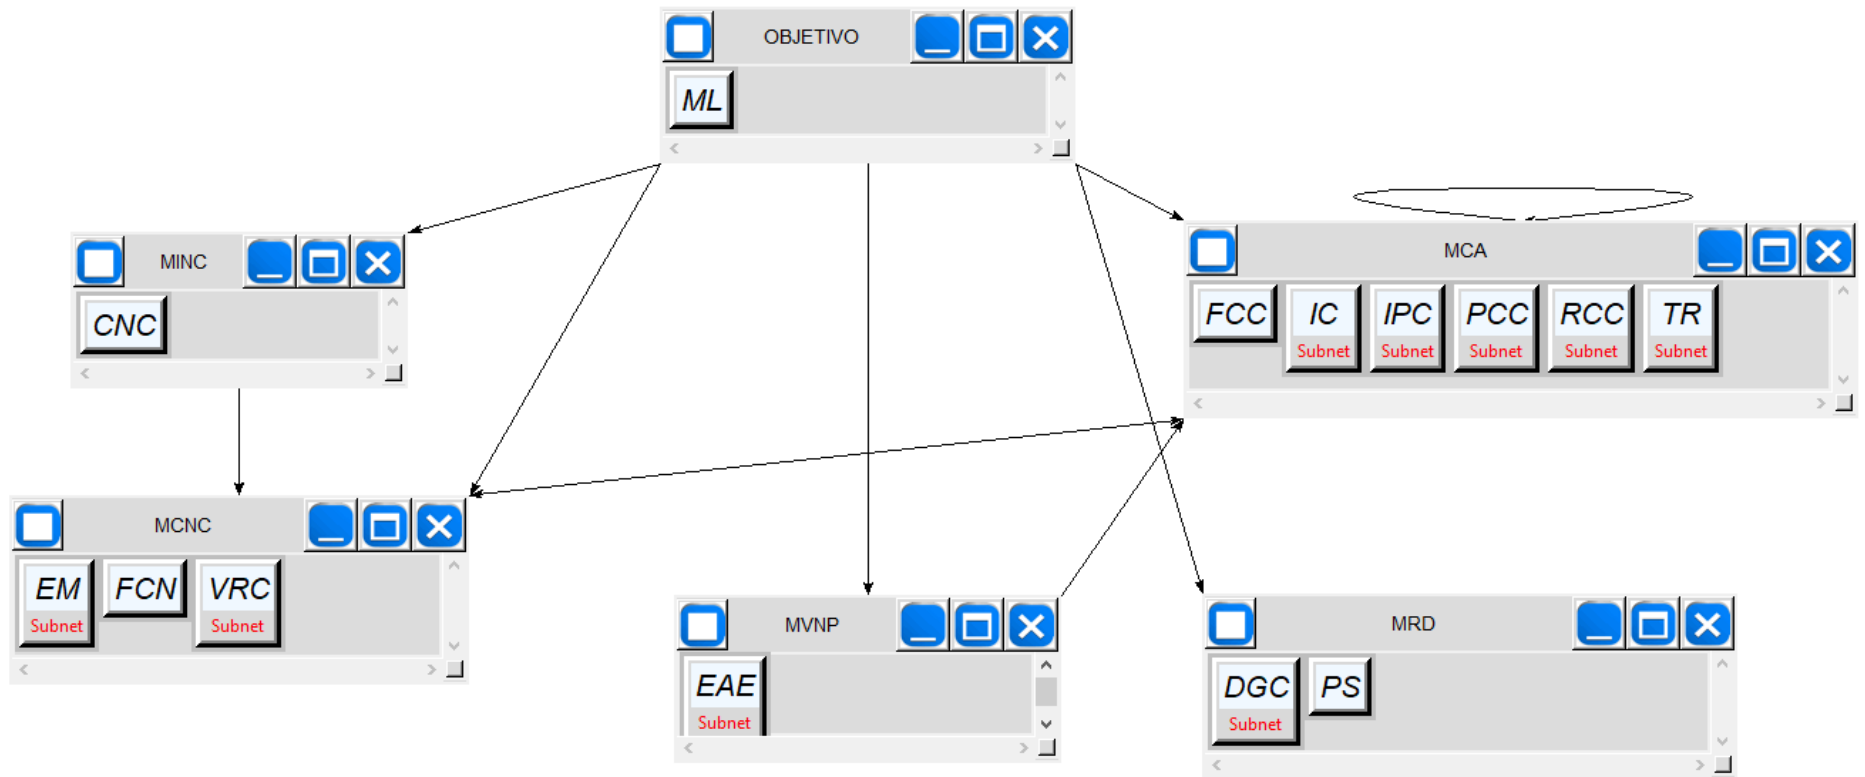 OBJETIVO
ML
MINC
CNC
MCA
FCC IC IPC PCC RCC TR
Subnet Subnet Subnet Subnet Subnet
MCNC
EM FCN VRC
Subnet Subnet
MVNP
EAE
Subnet
MRD
DGC PS
Subnet